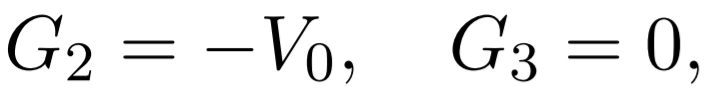 G₂ = −V₀,  G₃ = 0,